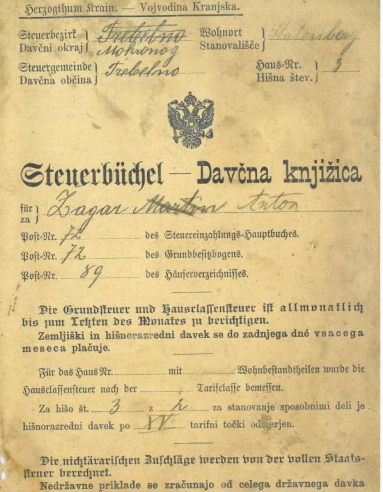 Herzogthum Krain. — Vojvodina Kranjska.
Steuerbezirk } Trebelno Wohnort }
Davčni okraj } Mokronog Stanovališče }
Steuergemeinde } Trebelno Haus-Nr. } 3
Davčna občina } Hišna štev. }
Steuerbüchel — Davčna knjižica
für } Zagar Martin Anton
za }
Post-Nr. 72 des Steuereinzahlungs-Hauptbuches.
Post-Nr. 72 des Grundbesitzbogens.
Post-Nr. 89 des Häuserverzeichnisses.
Die Grundsteuer und Hausclassensteuer ist allmonatlich
bis zum Letzten des Monates zu berichtigen.
Zemljiški in hišnorazredni davek se do zadnjega dné vsacega
meseca plačuje.
Für das Haus Nr. mit Wohnbestandtheilen wurde die
Hausclassensteuer nach der Tarifclasse bemessen.
Za hišo št. 3 z 2 za stanovanje sposobnimi deli je
hišnorazredni davek po XV tarifni točki odmerjen.
Die nichtärarischen Zuschläge werden von der vollen Staats-
steuer berechnet.
Nedržavne priklade se zračunajo od celega državnega davka